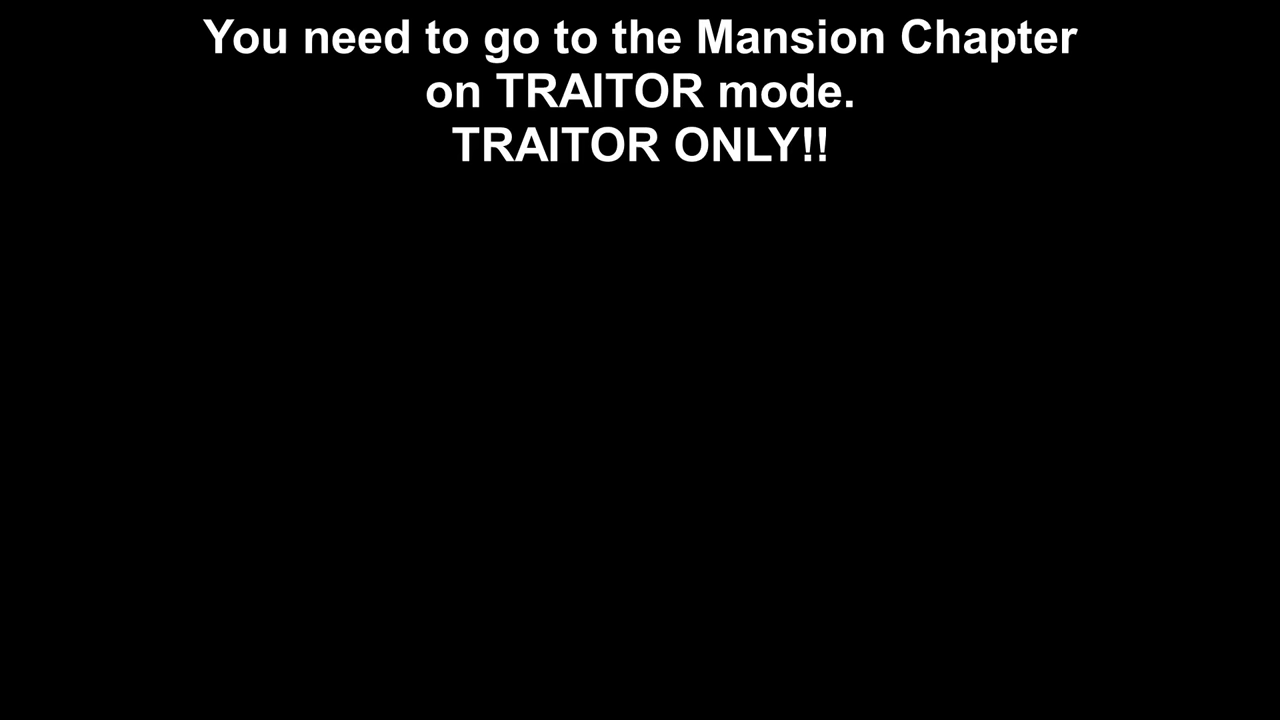 You need to go to the Mansion Chapter
on TRAITOR mode.
TRAITOR ONLY!!